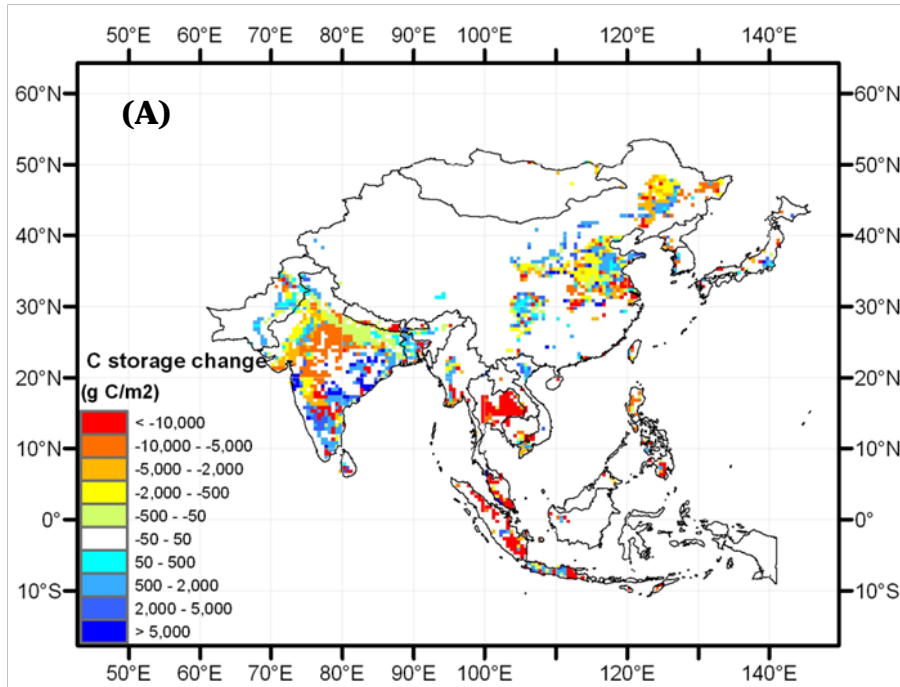 50°E 60°E 70°E 80°E 90°E 100°E 120°E 140°E
60°N 60°N
(A)
50°N 50°N
40°N 40°N
30°N 30°N
20°N 20°N
C storage change
(g C/m2)
< -10,000
-10,000 - -5,000
10°N 10°N
-5,000 - -2,000
-2,000 - -500
-500 - -50
0° 0°
-50 - 50
50 - 500
500 - 2,000
10°S 10°S
2,000 - 5,000
> 5,000
50°E 60°E 70°E 80°E 90°E 100°E 120°E 140°E